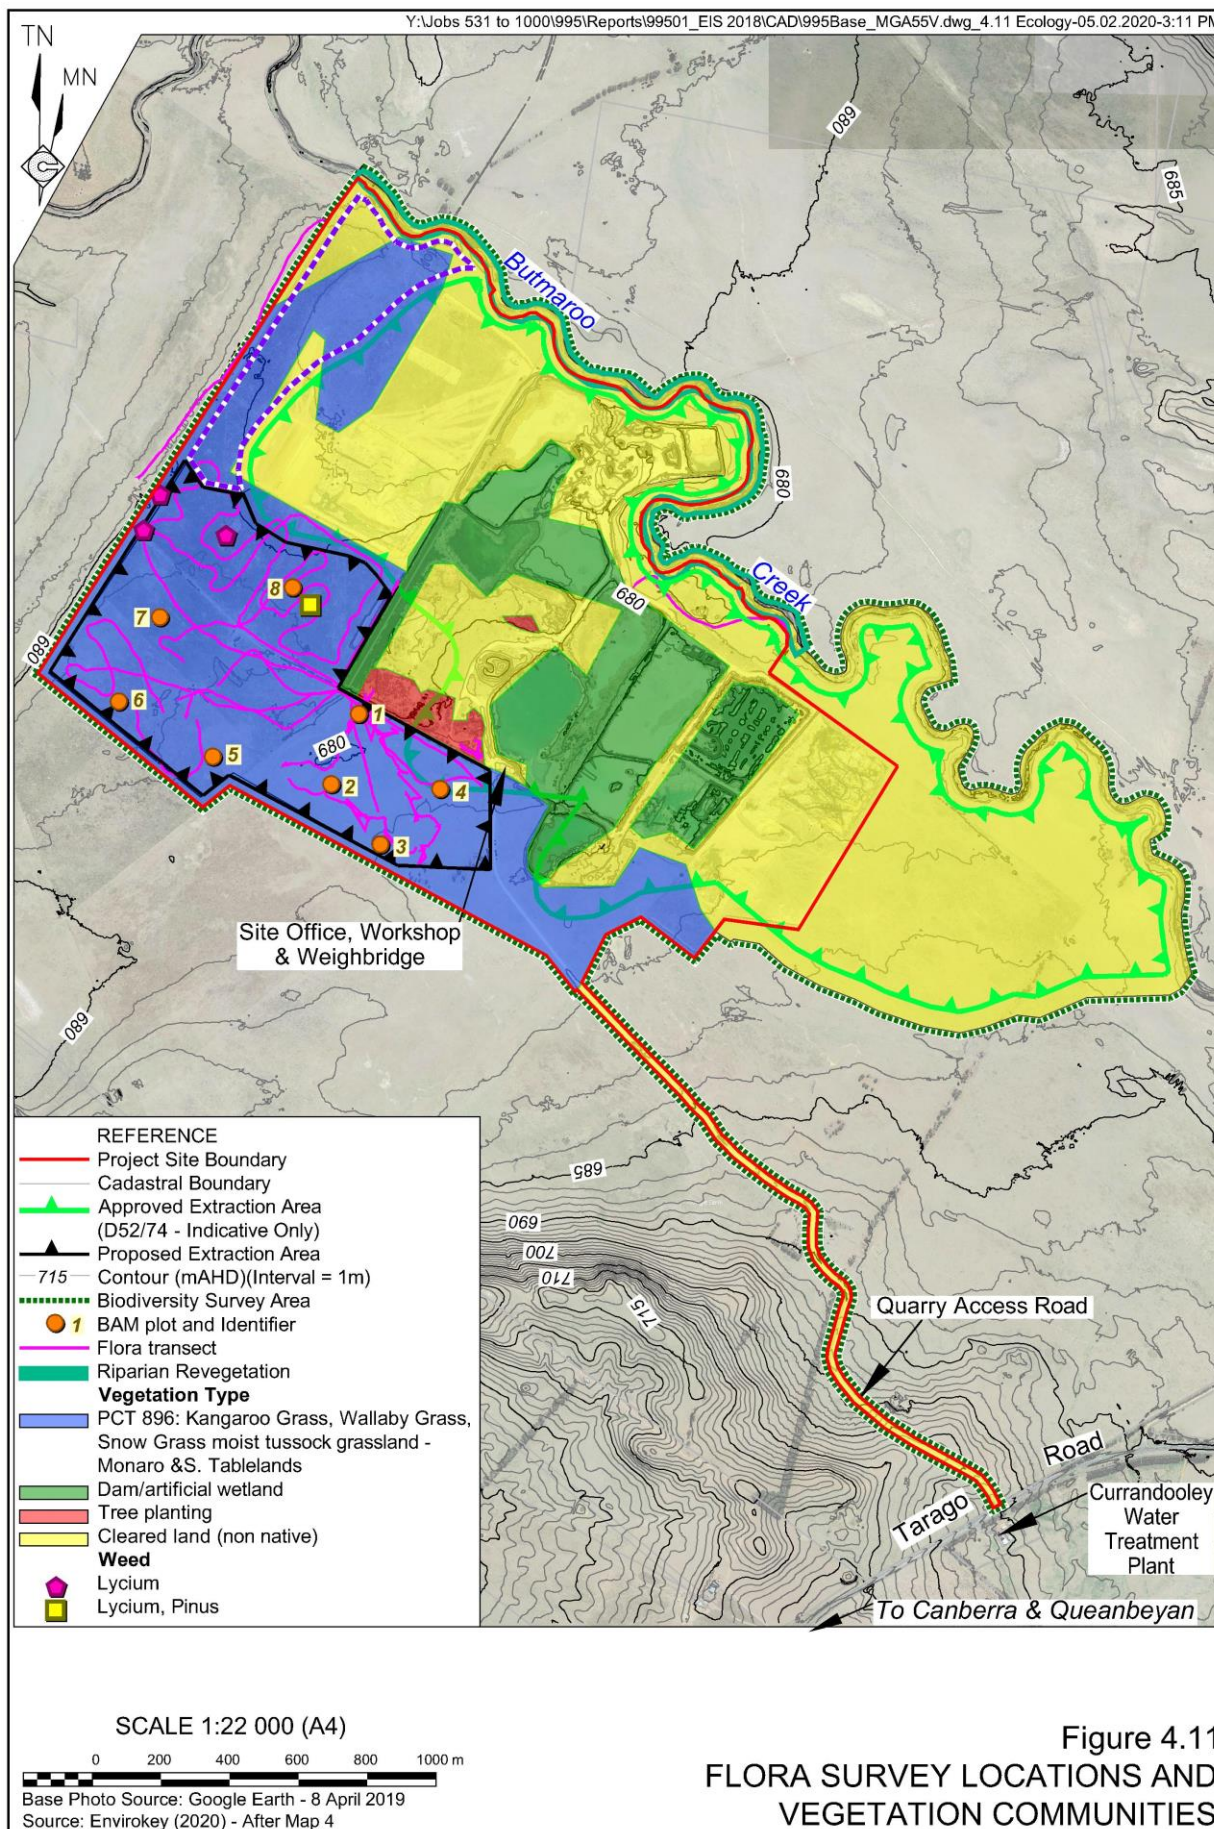 Y:\Jobs 531 to 1000\995\Reports\99501_EIS 2018\CAD\995Base_MGA55V.dwg_4.11 Ecology-05.02.2020-3:11 PM
TN
MN
680
685
Butmaroo
680
Creek
680
8
7
680
6
1
680
5
2
4
3
Site Office, Workshop
& Weighbridge
680
685
690
700
710
715
Quarry Access Road
Road
Tarago
Currandooley
Water
Treatment
Plant
To Canberra & Queanbeyan
REFERENCE
Project Site Boundary
Cadastral Boundary
Approved Extraction Area
(D52/74 - Indicative Only)
Proposed Extraction Area
715 Contour (mAHD)(Interval = 1m)
Biodiversity Survey Area
1 BAM plot and Identifier
Flora transect
Riparian Revegetation
Vegetation Type
PCT 896: Kangaroo Grass, Wallaby Grass,
Snow Grass moist tussock grassland -
Monaro &S. Tablelands
Dam/artificial wetland
Tree planting
Cleared land (non native)
Weed
Lycium
Lycium, Pinus
SCALE 1:22 000 (A4)
0 200 400 600 800 1000 m
Base Photo Source: Google Earth - 8 April 2019
Source: Envirokey (2020) - After Map 4
Figure 4.11
FLORA SURVEY LOCATIONS AND
VEGETATION COMMUNITIES